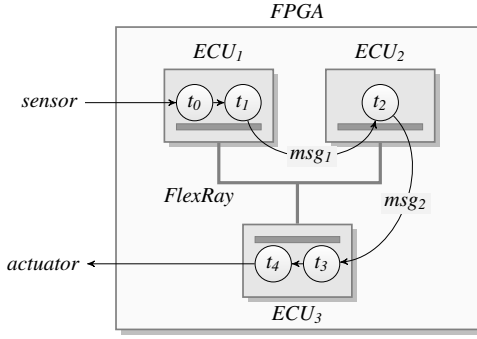 FPGA
ECU1 ECU2
sensor t0 t1 t2
msg1
FlexRay msg2
actuator t4 t3
ECU3